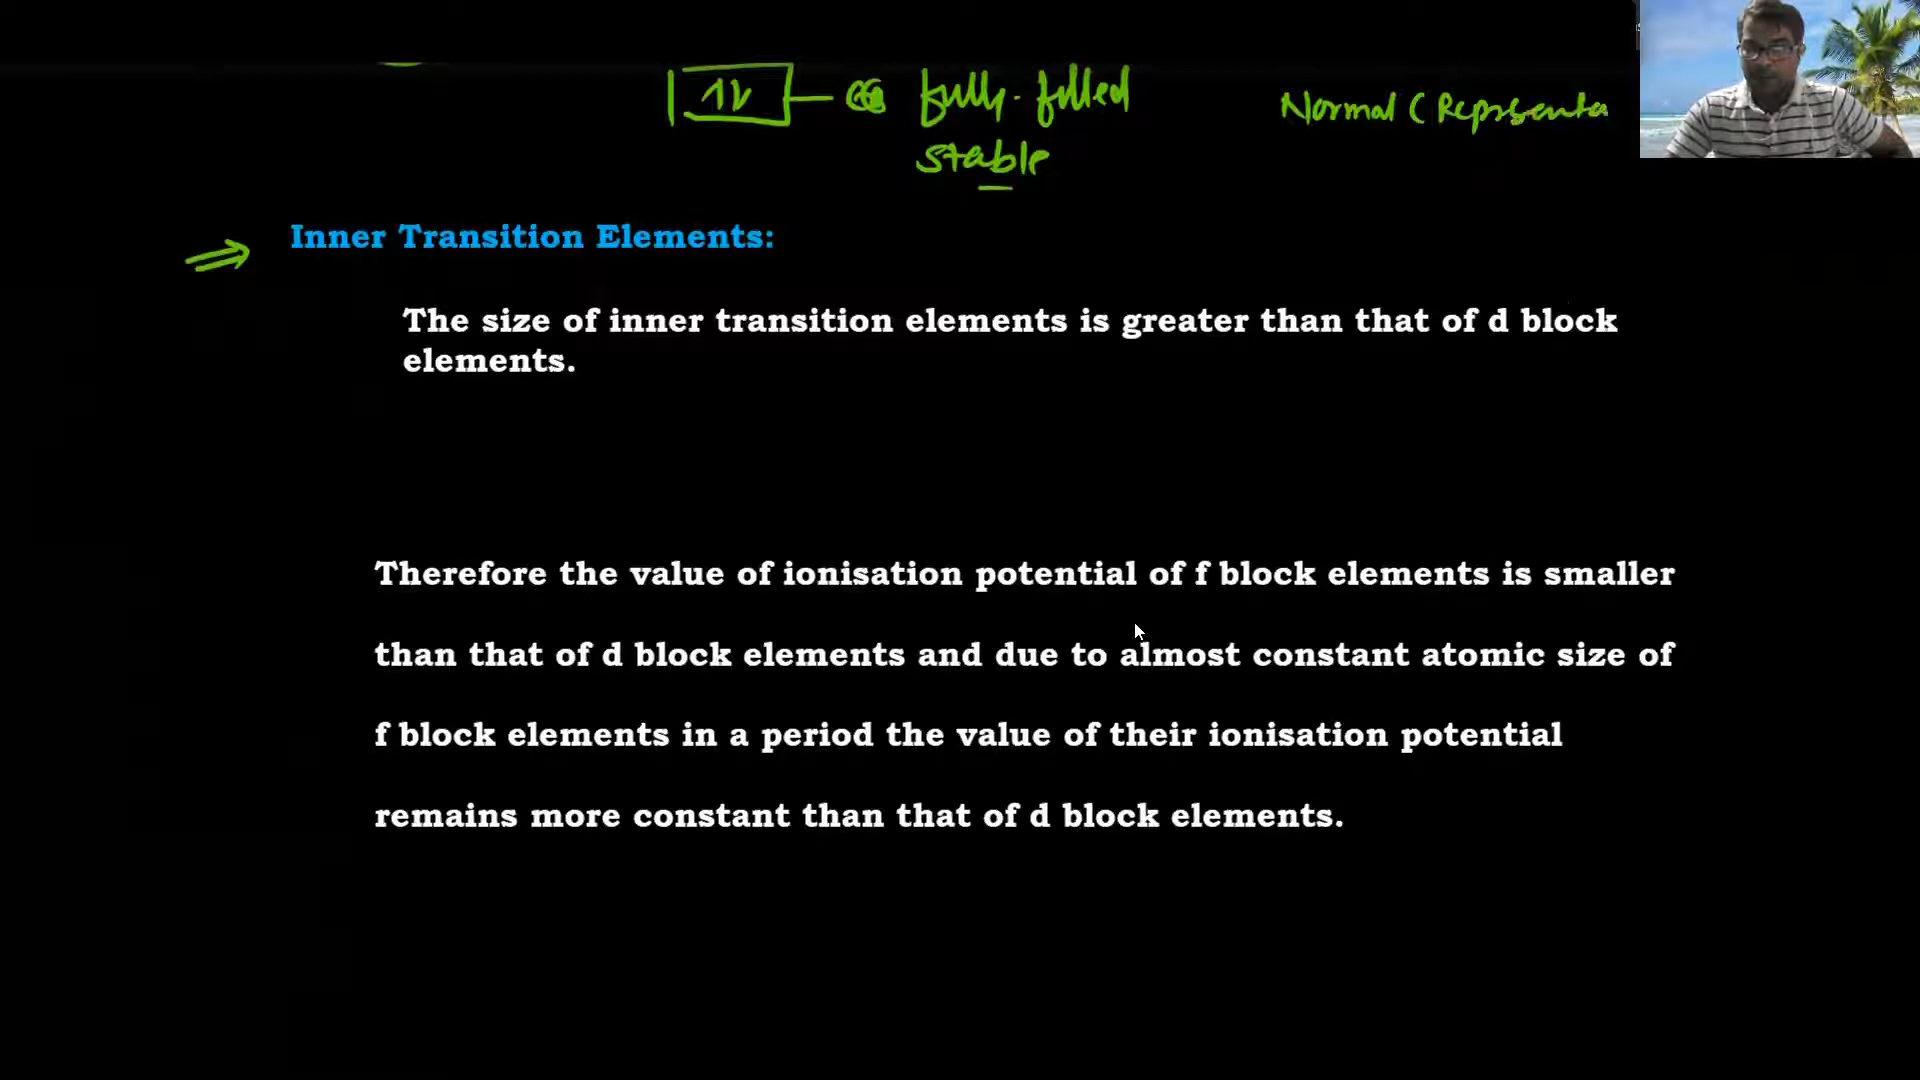 1V fully-filled
Normal (Representa
stable
Inner Transition Elements:
The size of inner transition elements is greater than that of d block
elements.
Therefore the value of ionisation potential of f block elements is smaller
than that of d block elements and due to almost constant atomic size of
f block elements in a period the value of their ionisation potential
remains more constant than that of d block elements.